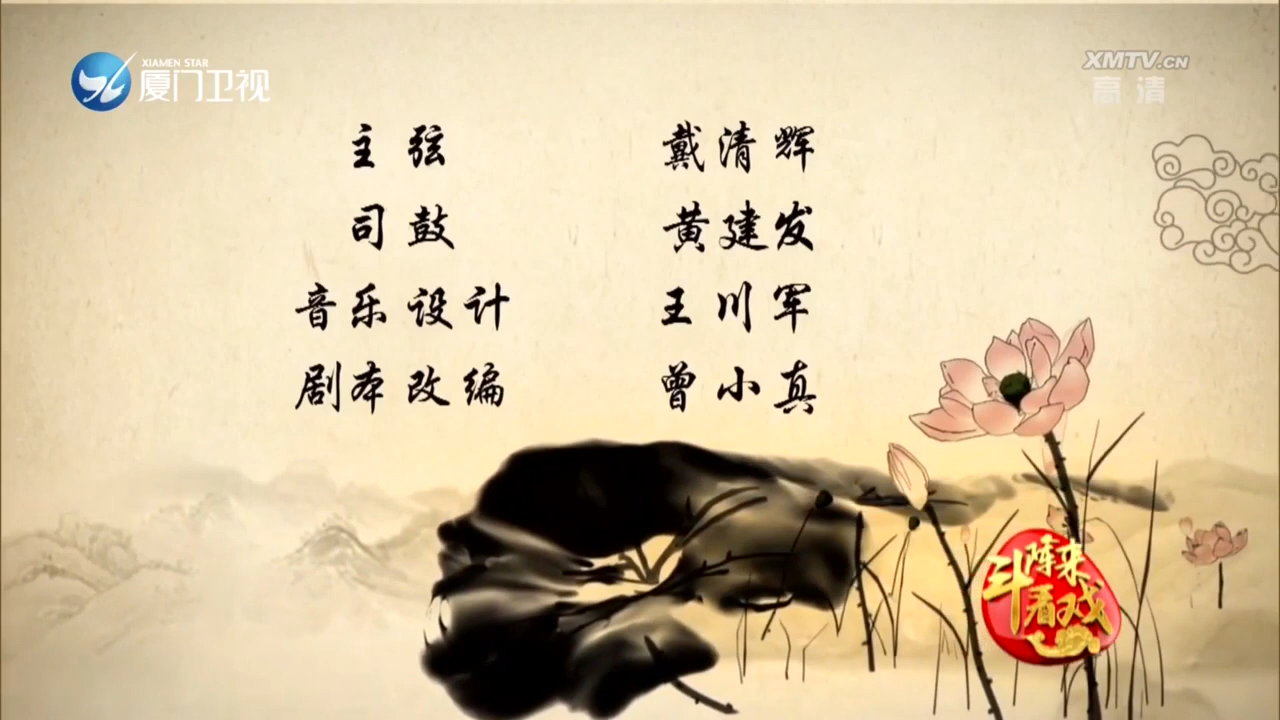 XIAMEN STAR
厦门卫视
XMTV.CN
高清
主弦 戴清辉
司鼓 黄建发
音乐设计 王川军
剧本改编 曾小真
斗阵来看戏